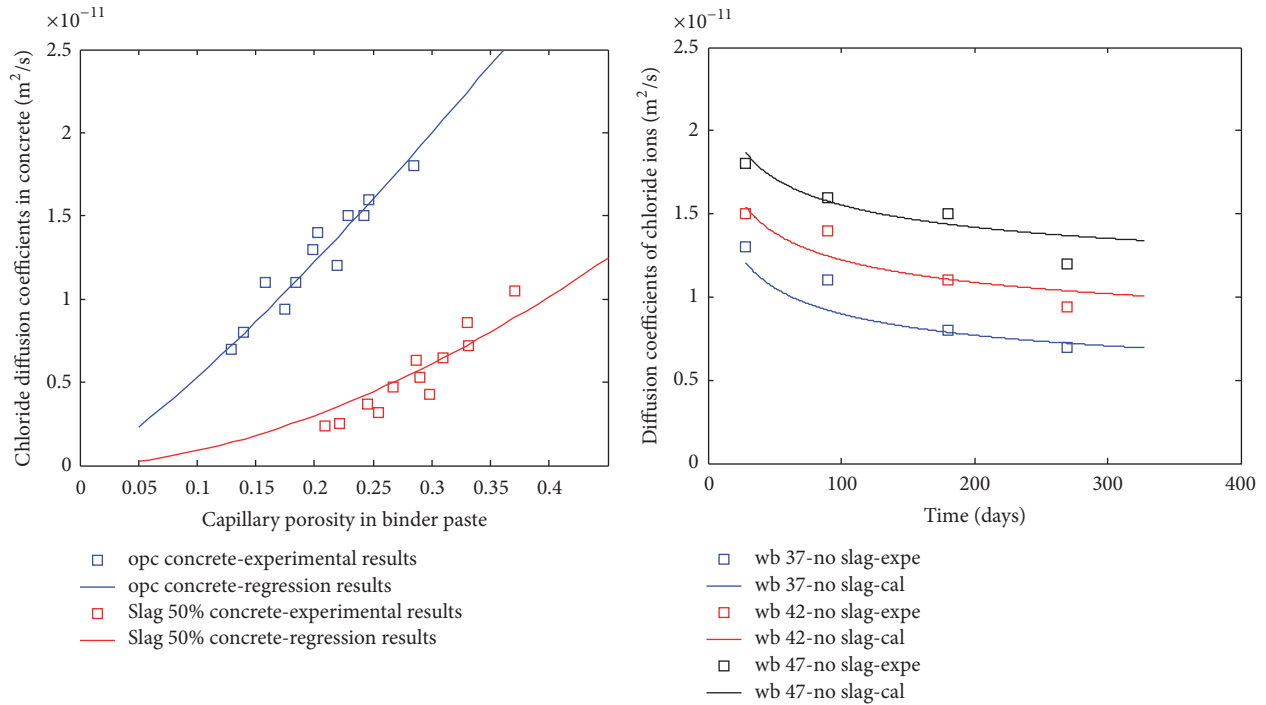 ×10⁻¹¹
2.5
2
1.5
1
0.5
0
Chloride diffusion coefficients in concrete (m²/s)
0 0.05 0.1 0.15 0.2 0.25 0.3 0.35 0.4
Capillary porosity in binder paste
opc concrete-experimental results
opc concrete-regression results
Slag 50% concrete-experimental results
Slag 50% concrete-regression results
×10⁻¹¹
2.5
2
1.5
1
0.5
0
Diffusion coefficients of chloride ions (m²/s)
0 100 200 300 400
Time (days)
wb 37-no slag-expe
wb 37-no slag-cal
wb 42-no slag-expe
wb 42-no slag-cal
wb 47-no slag-expe
wb 47-no slag-cal